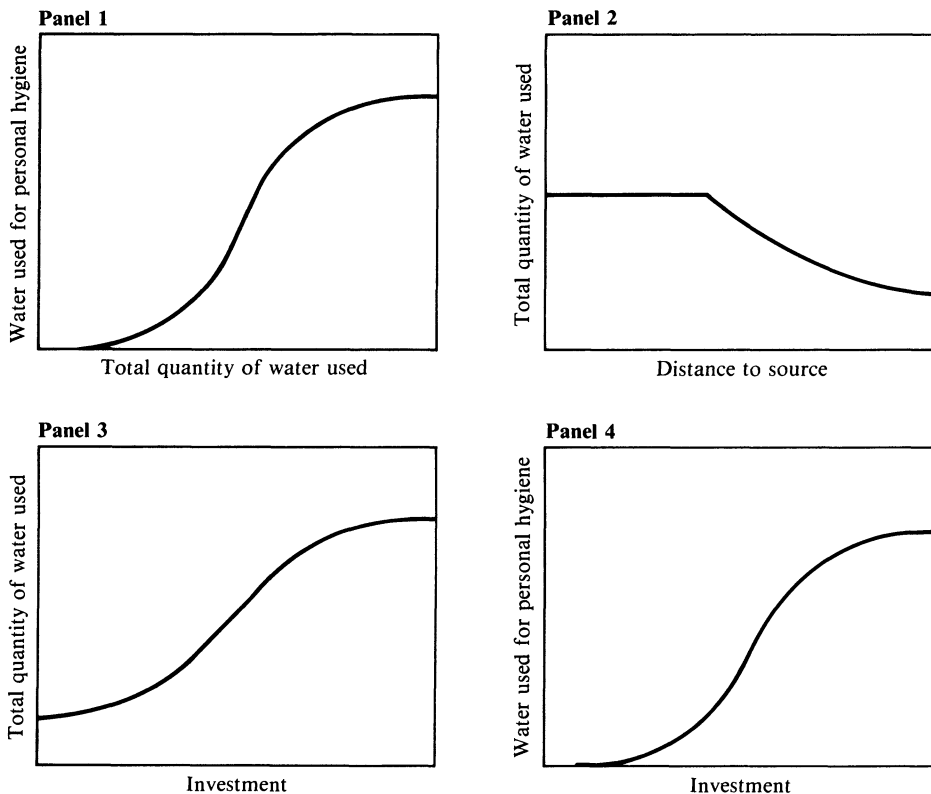 Panel 1
Water used for personal hygiene
Total quantity of water used
Panel 2
Total quantity of water used
Distance to source
Panel 3
Total quantity of water used
Investment
Panel 4
Water used for personal hygiene
Investment